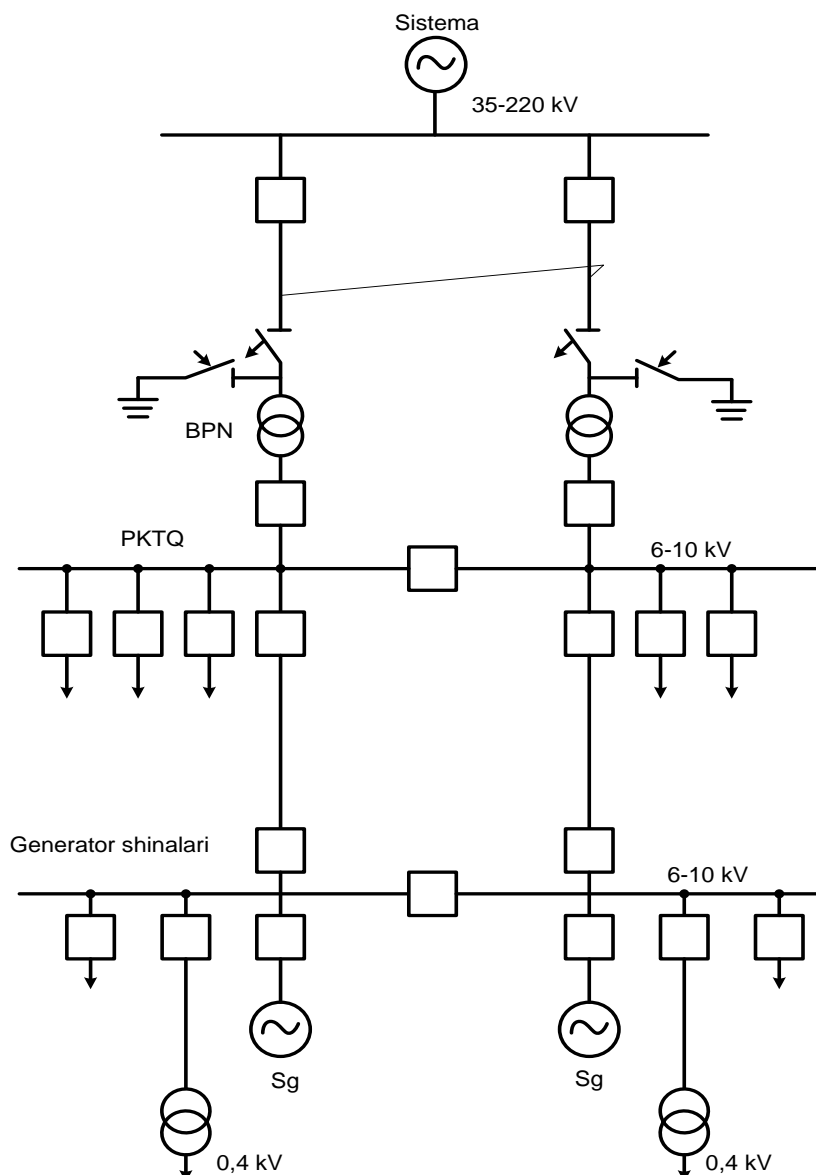 Sistema
35-220 kV
BPN
PKTQ
6-10 kV
Generator shinalari
6-10 kV
Sg
Sg
0,4 kV
0,4 kV